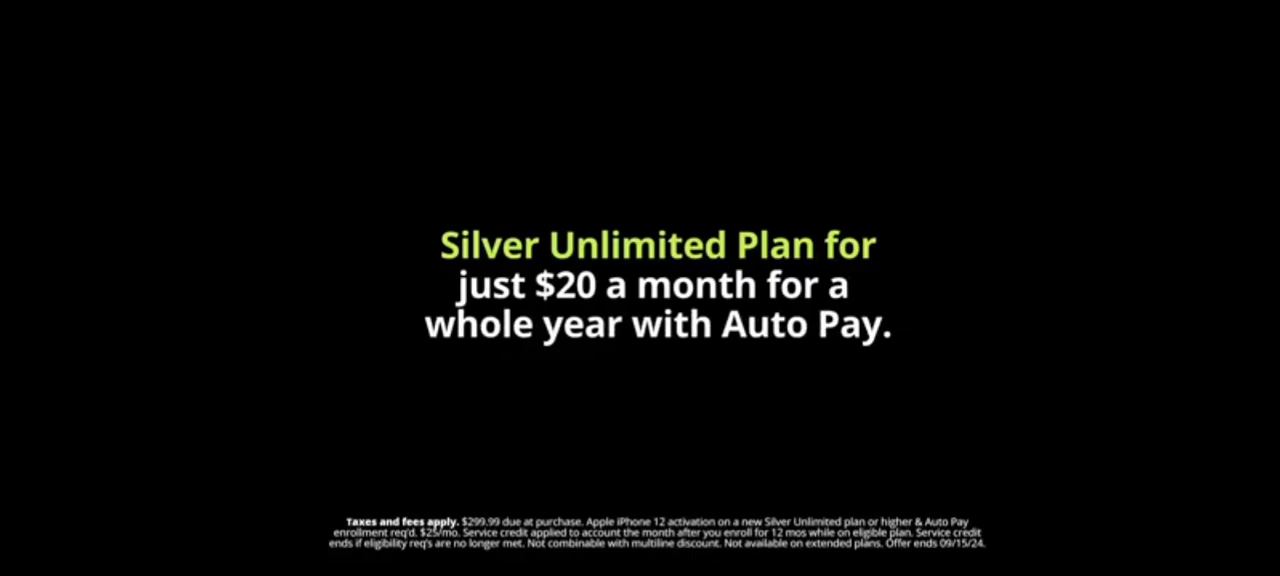 Silver Unlimited Plan for
just $20 a month for a
whole year with Auto Pay.
Taxes and fees apply. $299.99 due at purchase. Apple iPhone 12 activation on a new Silver Unlimited plan or higher & Auto Pay
enrollment req'd. $25/mo. Service credit applied to account the month after you enroll for 12 mos while on eligible plan. Service credit
ends if eligibility req's are no longer met. Not combinable with multiline discount. Not available on extended plans. Offer ends 09/15/24.